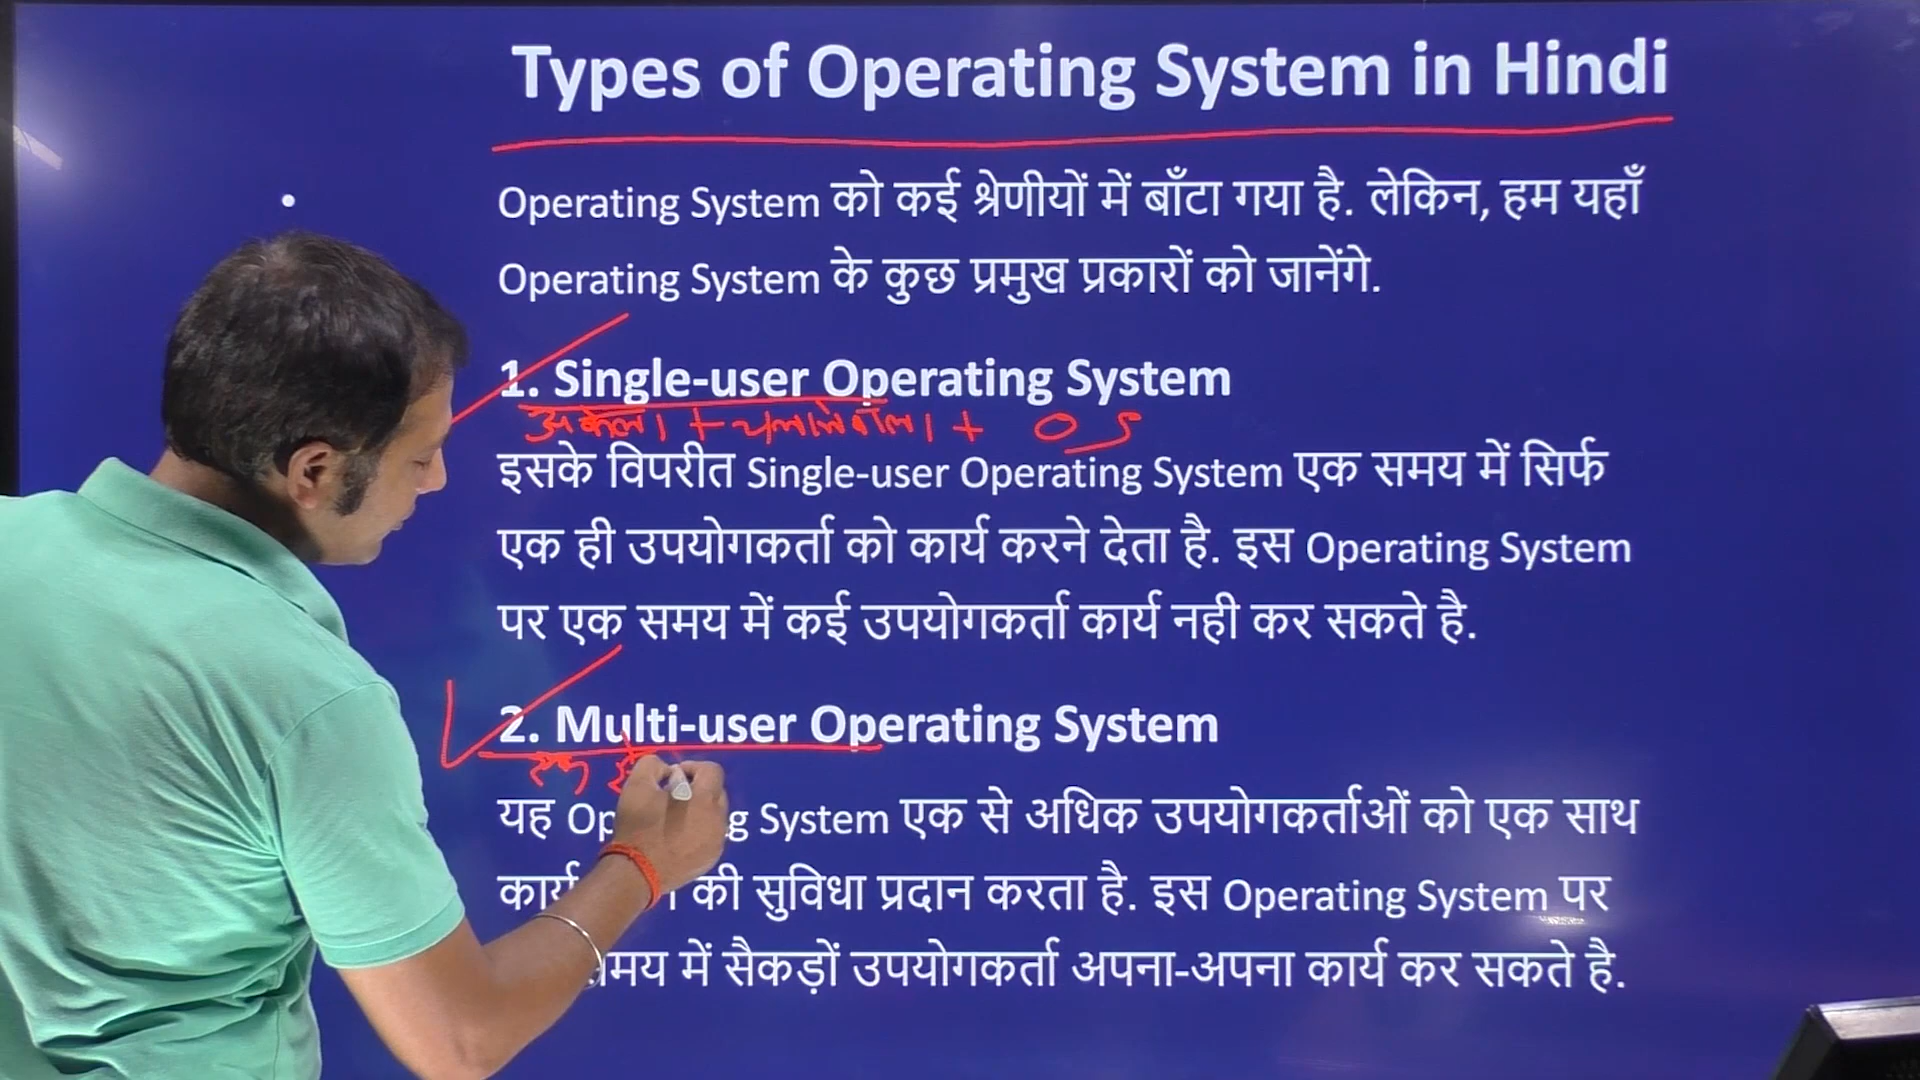 Types of Operating System in Hindi
Operating System को कई श्रेणीयों में बाँटा गया है. लेकिन, हम यहाँ
Operating System के कुछ प्रमुख प्रकारों को जानेंगे.
1. Single-user Operating System
अकेला + चलानेवाला + OS
इसके विपरीत Single-user Operating System एक समय में सिर्फ
एक ही उपयोगकर्ता को कार्य करने देता है. इस Operating System
पर एक समय में कई उपयोगकर्ता कार्य नही कर सकते है.
2. Multi-user Operating System
एक से
यह System एक से अधिक उपयोगकर्ताओं को एक साथ
की सुविधा प्रदान करता है. इस Operating System पर
में सैकड़ों उपयोगकर्ता अपना-अपना कार्य कर सकते है.